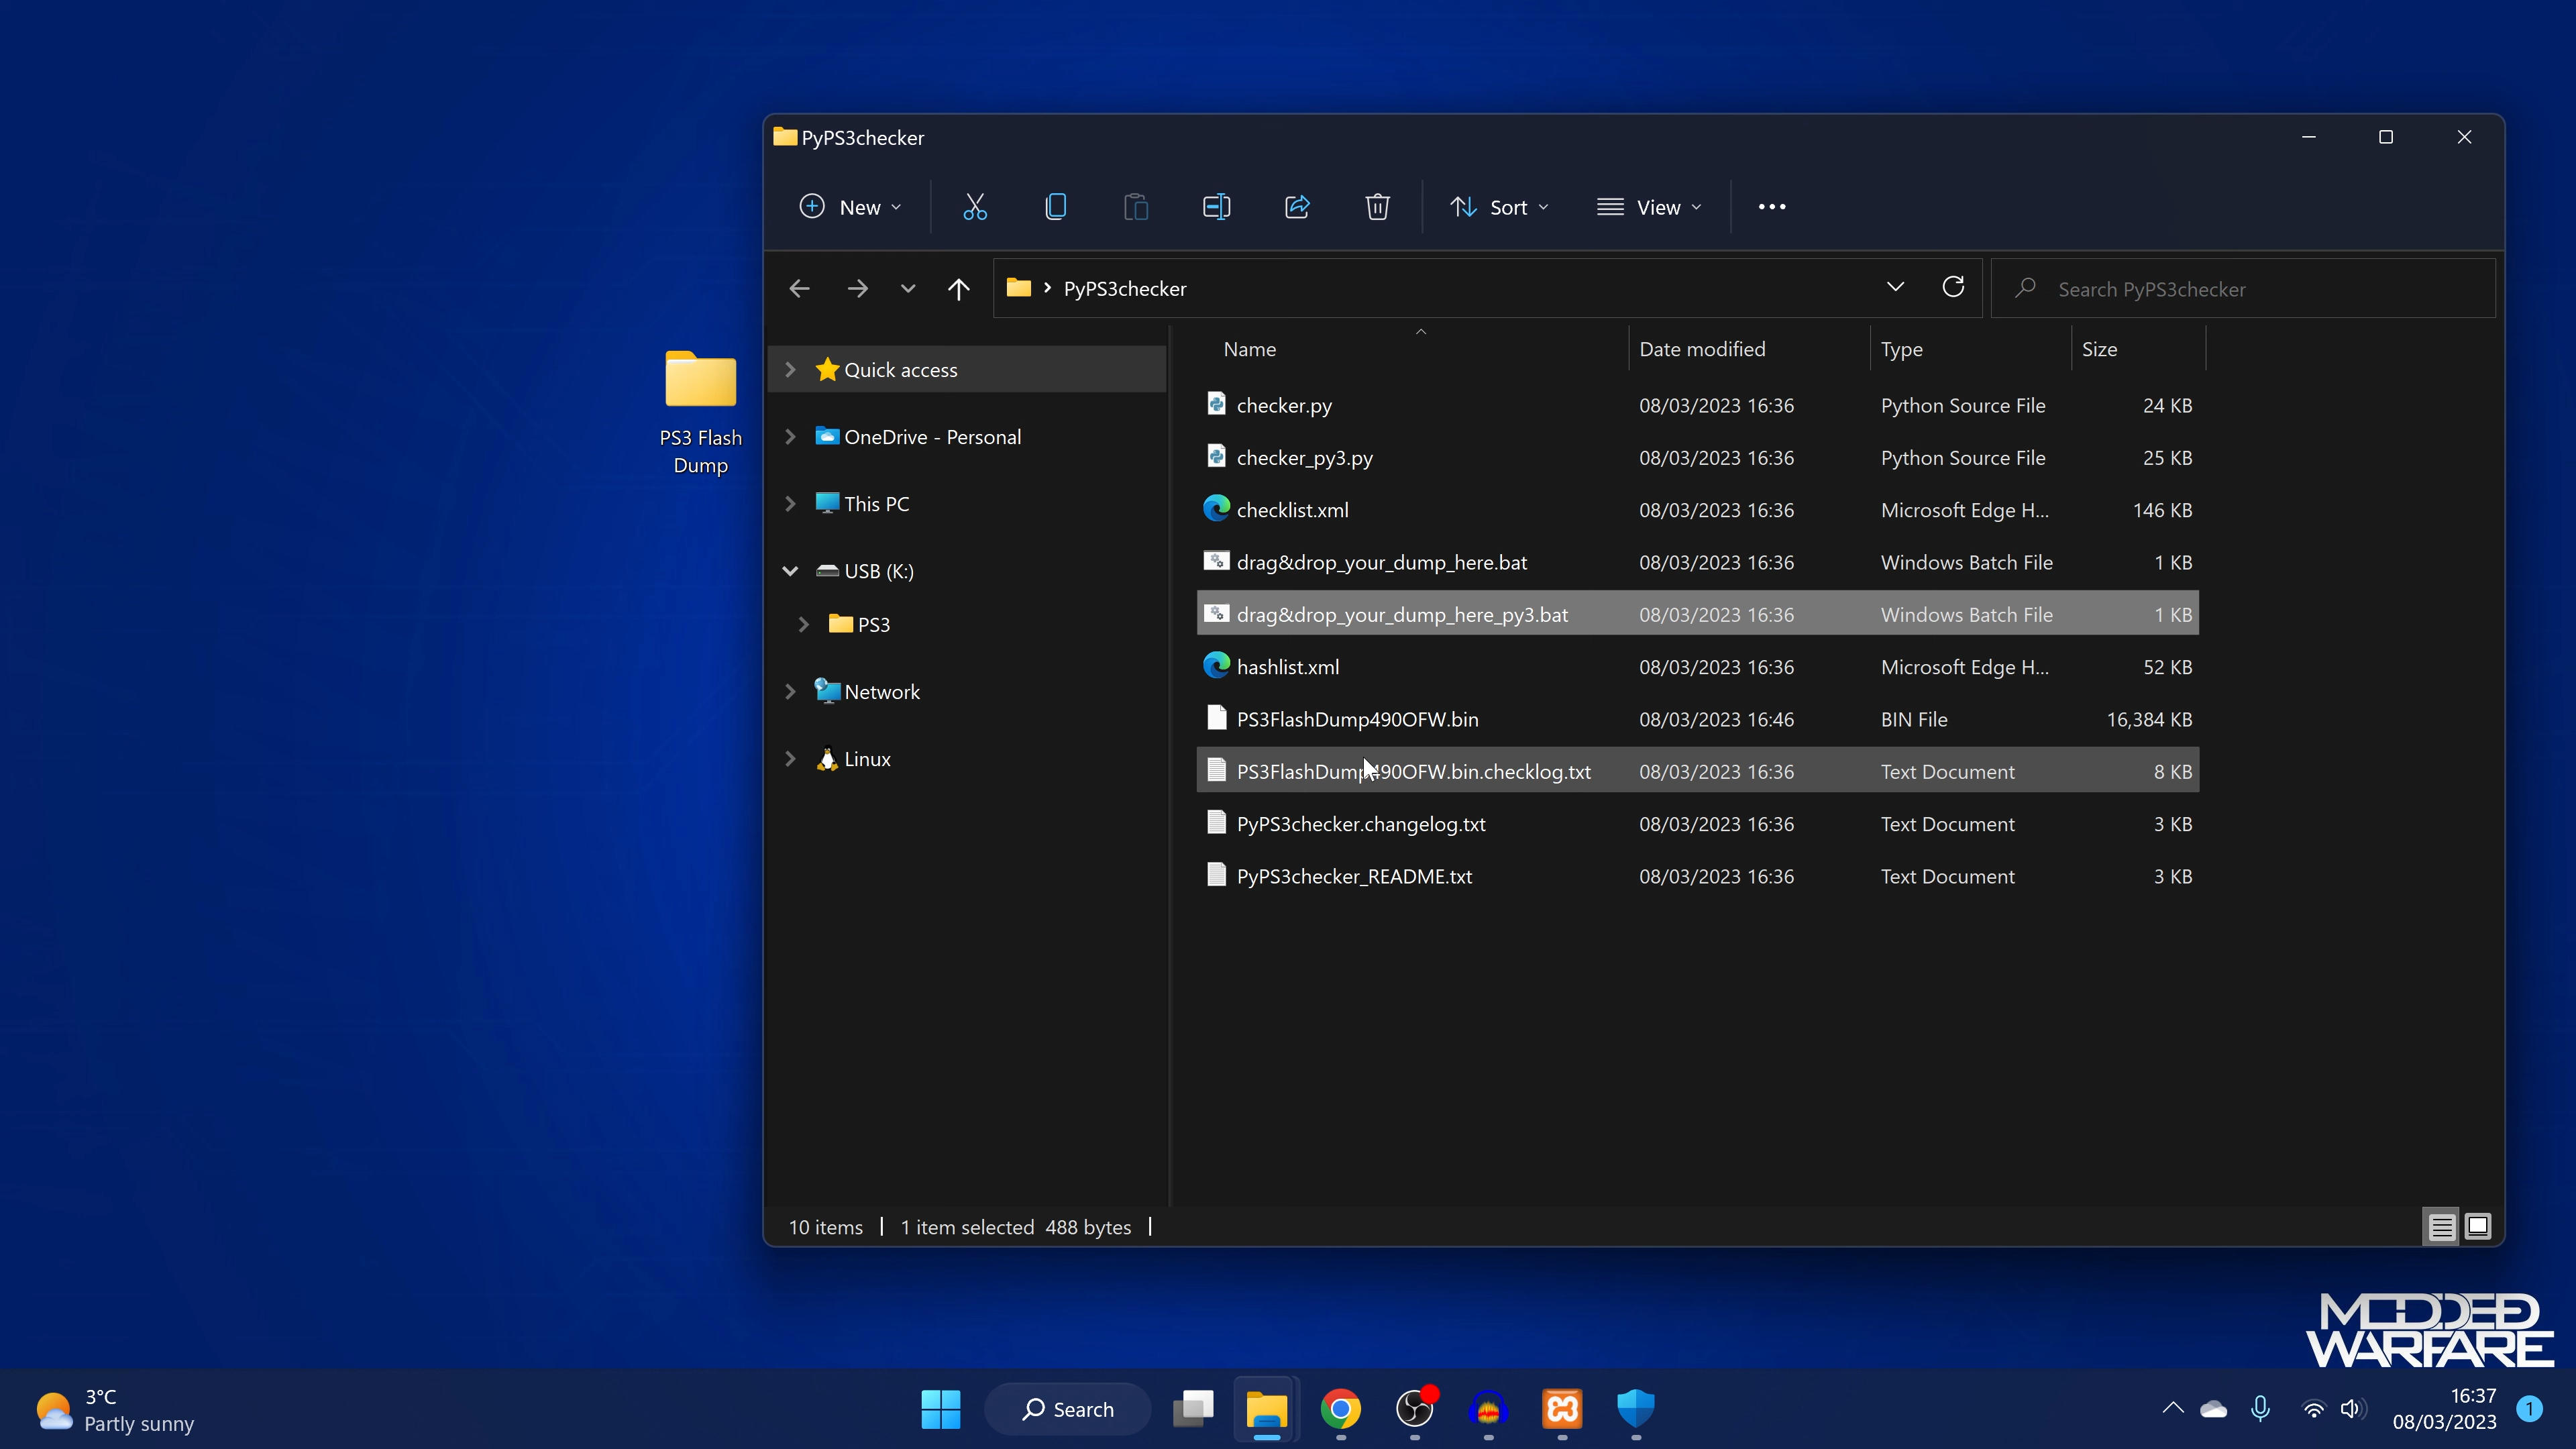 PyPS3checker
New
Sort
View
PyPS3checker
Search PyPS3checker
Name
Date modified
Type
Size
Quick access
OneDrive - Personal
This PC
USB (K:)
PS3
Network
Linux
checker.py 08/03/2023 16:36 Python Source File 24 KB
checker_py3.py 08/03/2023 16:36 Python Source File 25 KB
checklist.xml 08/03/2023 16:36 Microsoft Edge H... 146 KB
drag&drop_your_dump_here.bat 08/03/2023 16:36 Windows Batch File 1 KB
drag&drop_your_dump_here_py3.bat 08/03/2023 16:36 Windows Batch File 1 KB
hashlist.xml 08/03/2023 16:36 Microsoft Edge H... 52 KB
PS3FlashDump490OFW.bin 08/03/2023 16:46 BIN File 16,384 KB
PS3FlashDump490OFW.bin.checklog.txt 08/03/2023 16:36 Text Document 8 KB
PyPS3checker.changelog.txt 08/03/2023 16:36 Text Document 3 KB
PyPS3checker_README.txt 08/03/2023 16:36 Text Document 3 KB
10 items
1 item selected 488 bytes
PS3 Flash
Dump
MODDED
WARFARE
3°C
Partly sunny
Search
16:37
08/03/2023
1